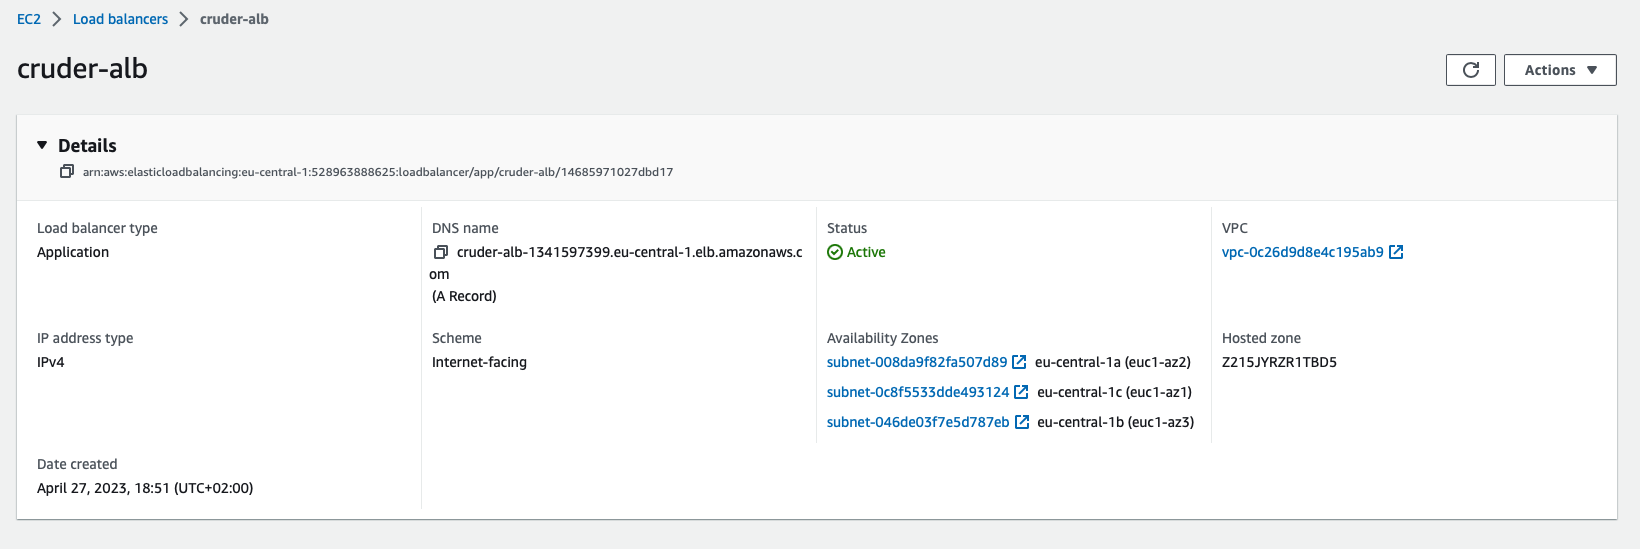 EC2 > Load balancers > cruder-alb
cruder-alb
Actions
Details
arn:aws:elasticloadbalancing:eu-central-1:528963888625:loadbalancer/app/cruder-alb/14685971027dbd17
Load balancer type
Application
DNS name
cruder-alb-1341597399.eu-central-1.elb.amazonaws.c
om
(A Record)
Status
Active
VPC
vpc-0c26d9d8e4c195ab9
IP address type
IPv4
Scheme
Internet-facing
Availability Zones
subnet-008da9f82fa507d89 eu-central-1a (euc1-az2)
subnet-0c8f5533dde493124 eu-central-1c (euc1-az1)
subnet-046de03f7e5d787eb eu-central-1b (euc1-az3)
Hosted zone
Z215JYRZR1TBD5
Date created
April 27, 2023, 18:51 (UTC+02:00)